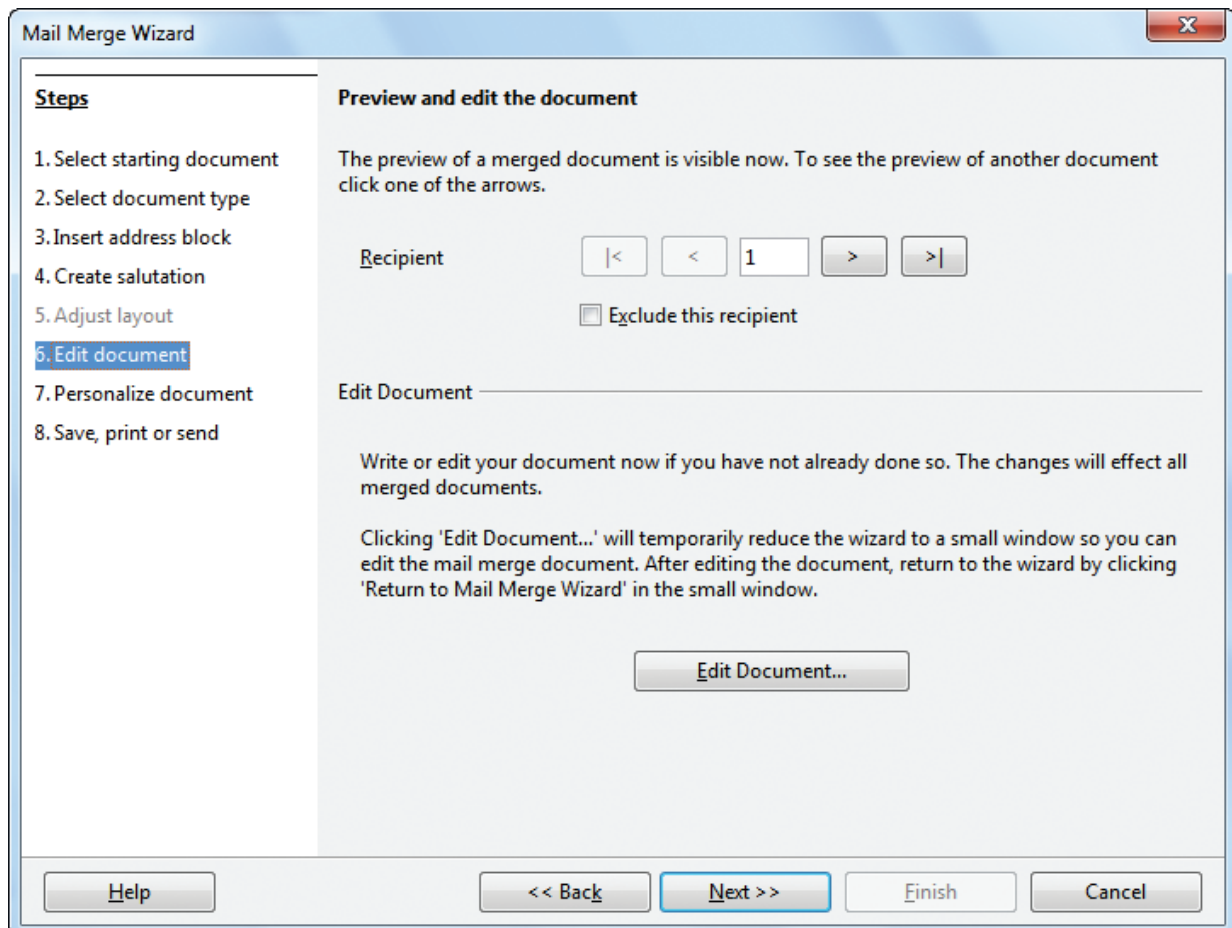 Mail Merge Wizard
X
Steps
1. Select starting document
2. Select document type
3. Insert address block
4. Create salutation
5. Adjust layout
6. Edit document
7. Personalize document
8. Save, print or send
Preview and edit the document
The preview of a merged document is visible now. To see the preview of another document
click one of the arrows.
Recipient |< < 1 > >|
Exclude this recipient
Edit Document
Write or edit your document now if you have not already done so. The changes will effect all
merged documents.
Clicking 'Edit Document...' will temporarily reduce the wizard to a small window so you can
edit the mail merge document. After editing the document, return to the wizard by clicking
'Return to Mail Merge Wizard' in the small window.
Edit Document...
Help << Back Next >> Finish Cancel